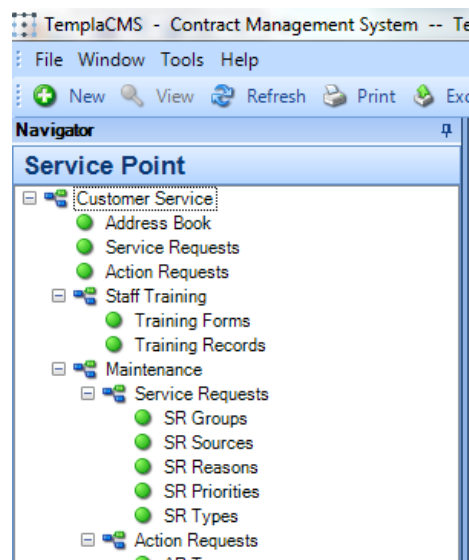 TemplaCMS - Contract Management System -- Te
File Window Tools Help
New View Refresh Print Exc
Navigator
Service Point
Customer Service
Address Book
Service Requests
Action Requests
Staff Training
Training Forms
Training Records
Maintenance
Service Requests
SR Groups
SR Sources
SR Reasons
SR Priorities
SR Types
Action Requests